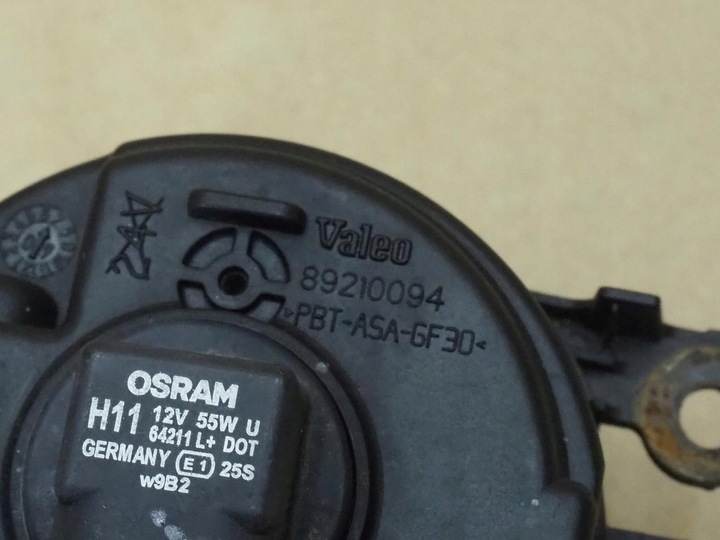 Valeo
89210094
>PBT-ASA-GF30<
OSRAM
H11 12V 55W U
64211 L+ DOT
GERMANY E1 25S
w9B2